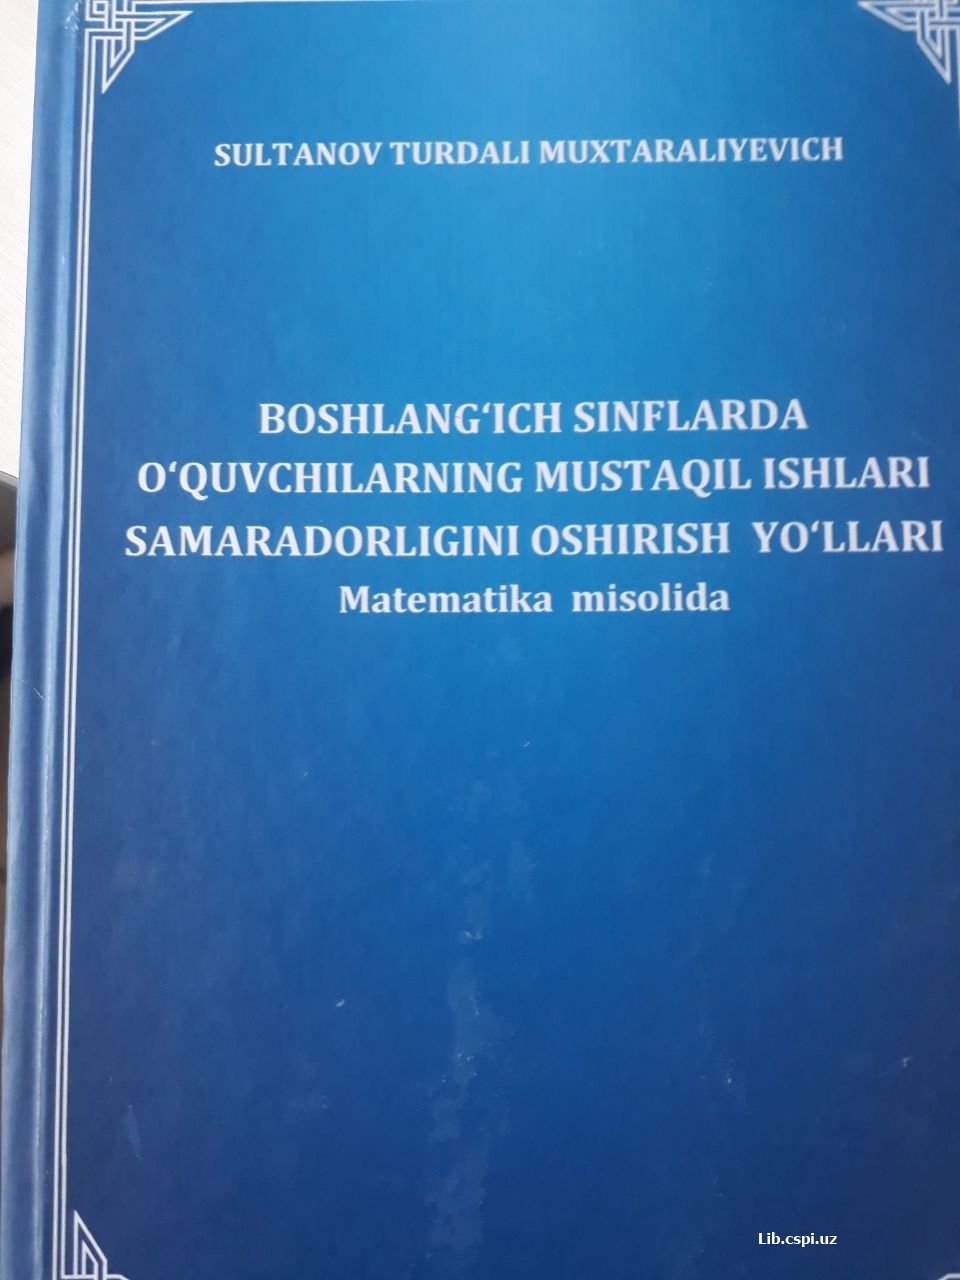 SULTANOV TURDALI MUXTARALIYEVICH
BOSHLANG‘ICH SINFLARDA
O‘QUVCHILARNING MUSTAQIL ISHLARI
SAMARADORLIGINI OSHIRISH YO‘LLARI
Matematika misolida
Lib.cspi.uz